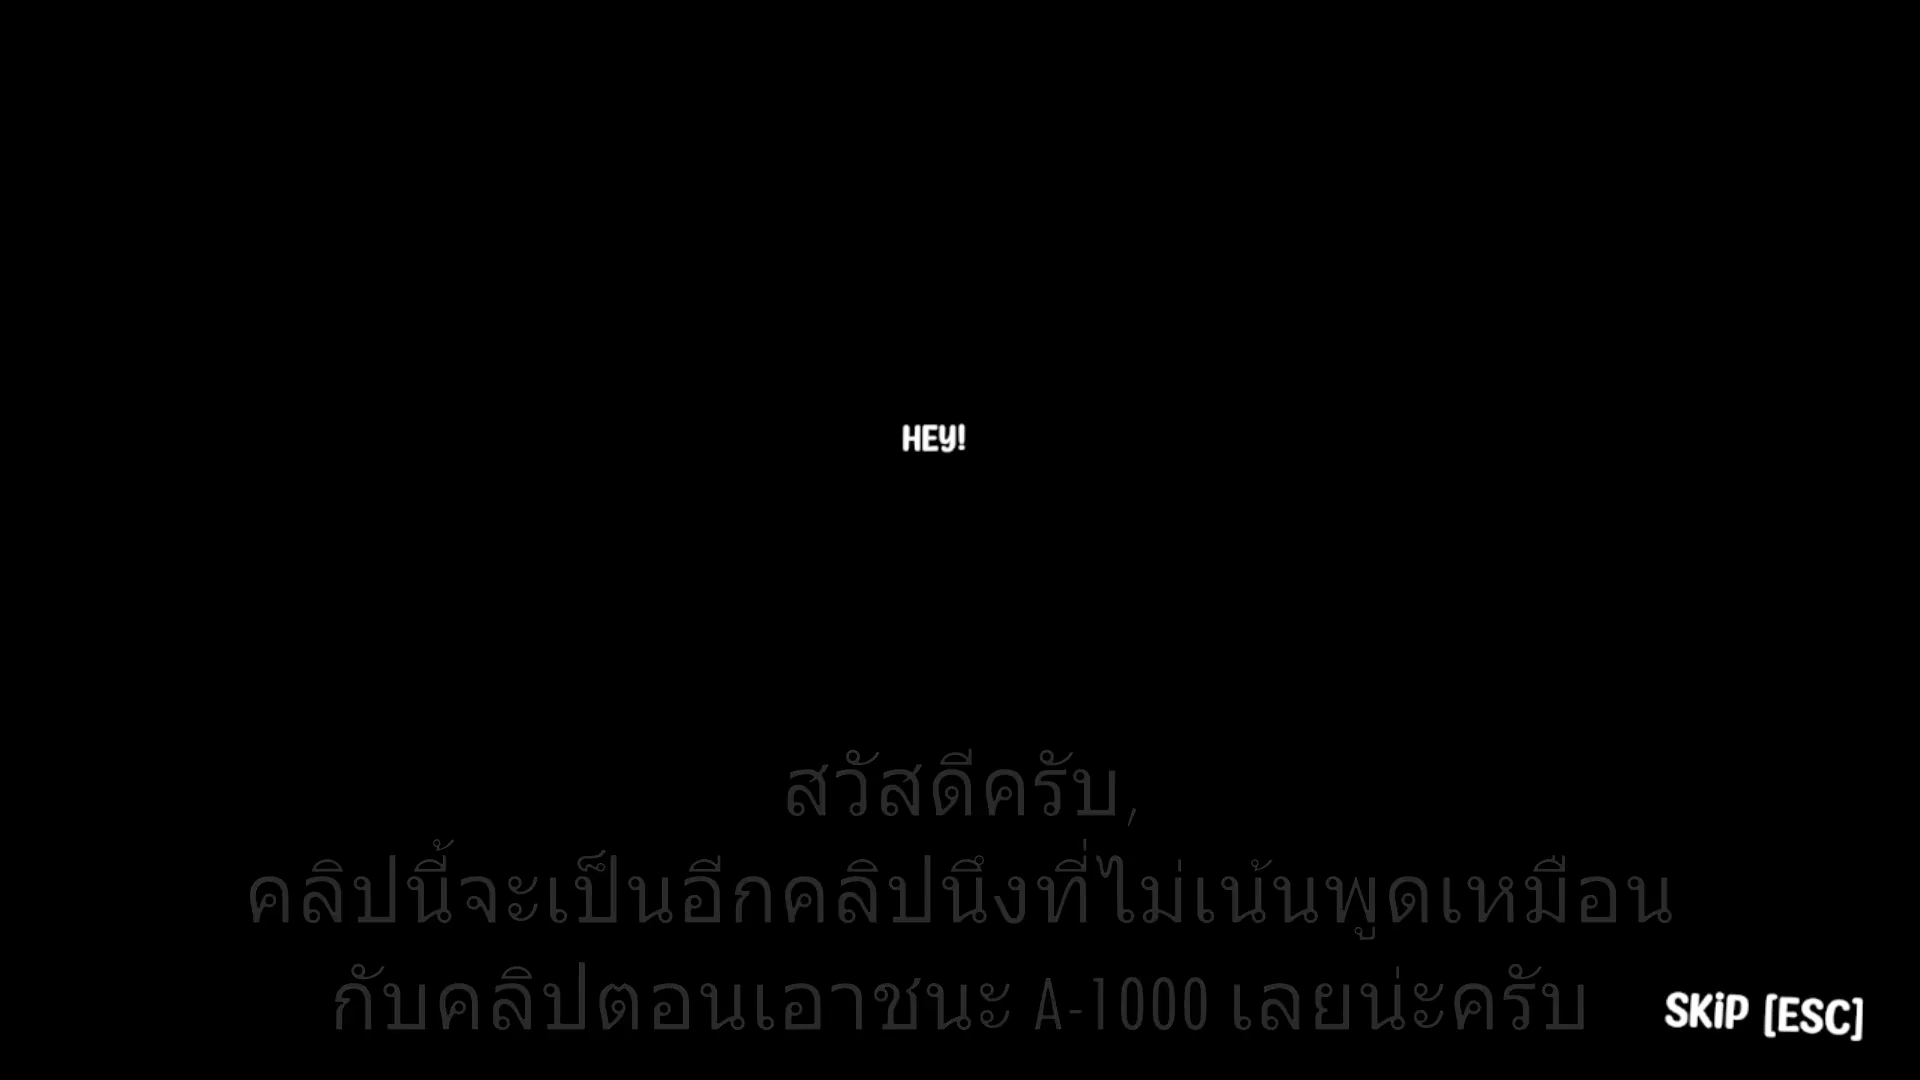 HEY!
สวัสดีครับ,
คลิปนี้จะเป็นอีกคลิปนึงที่ไม่เน้นพูดเหมือน
กับคลิปตอนเอาชนะ A-1000 เลยน่ะครับ
SKiP [ESC]